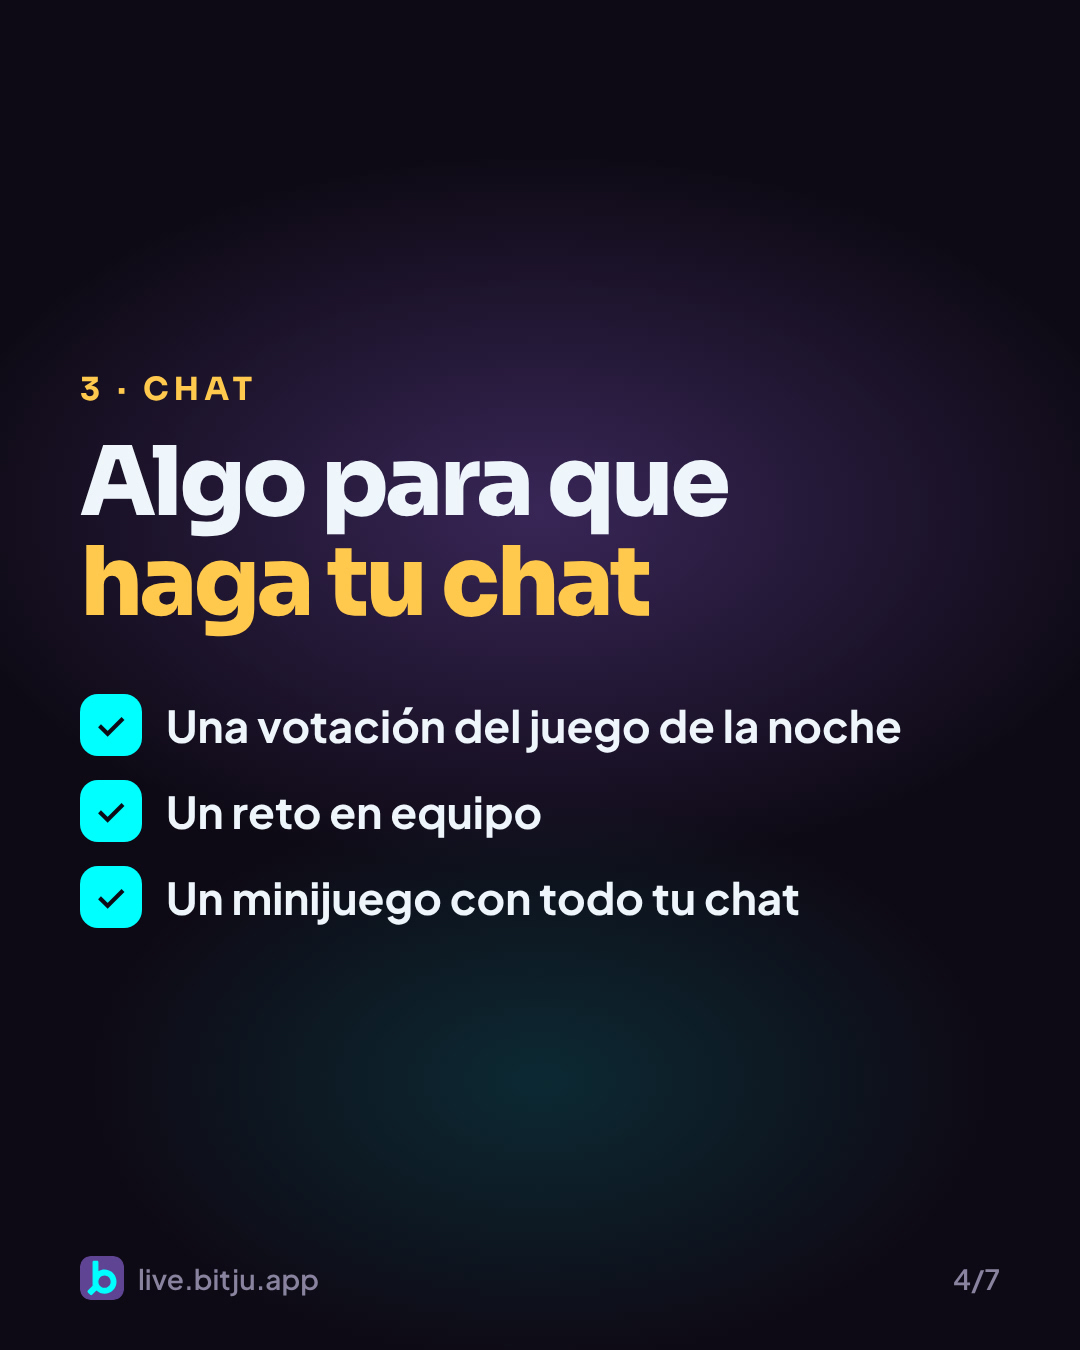 3 · CHAT
Algo para que
haga tu chat
Una votación del juego de la noche
Un reto en equipo
Un minijuego con todo tu chat
b live.bitju.app
4/7